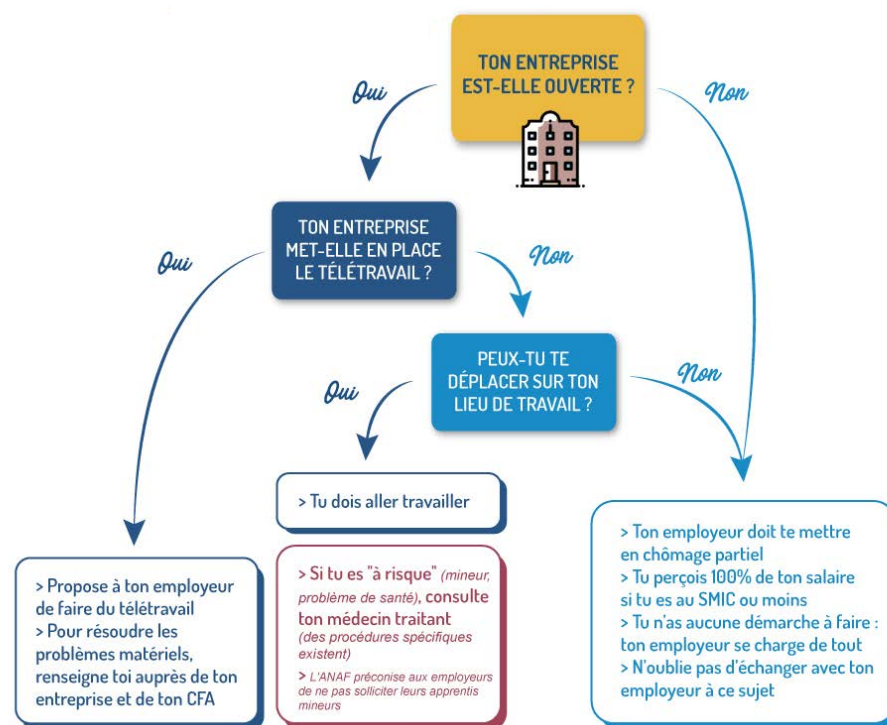 TON ENTREPRISE
EST-ELLE OUVERTE ?
Oui
Non
TON ENTREPRISE
MET-ELLE EN PLACE
LE TÉLÉTRAVAIL ?
Oui
Non
PEUX-TU TE
DÉPLACER SUR TON
LIEU DE TRAVAIL ?
Oui
Non
> Tu dois aller travailler
> Propose à ton employeur
de faire du télétravail
> Pour résoudre les
problèmes matériels,
renseigne toi auprès de ton
entreprise et de ton CFA
> Si tu es "à risque" (mineur,
problème de santé), consulte
ton médecin traitant
(des procédures spécifiques
existent)
> L'ANAF préconise aux employeurs
de ne pas solliciter leurs apprentis
mineurs
> Ton employeur doit te mettre
en chômage partiel
> Tu perçois 100% de ton salaire
si tu es au SMIC ou moins
> Tu n'as aucune démarche à faire :
ton employeur se charge de tout
> N'oublie pas d'échanger avec ton
employeur à ce sujet